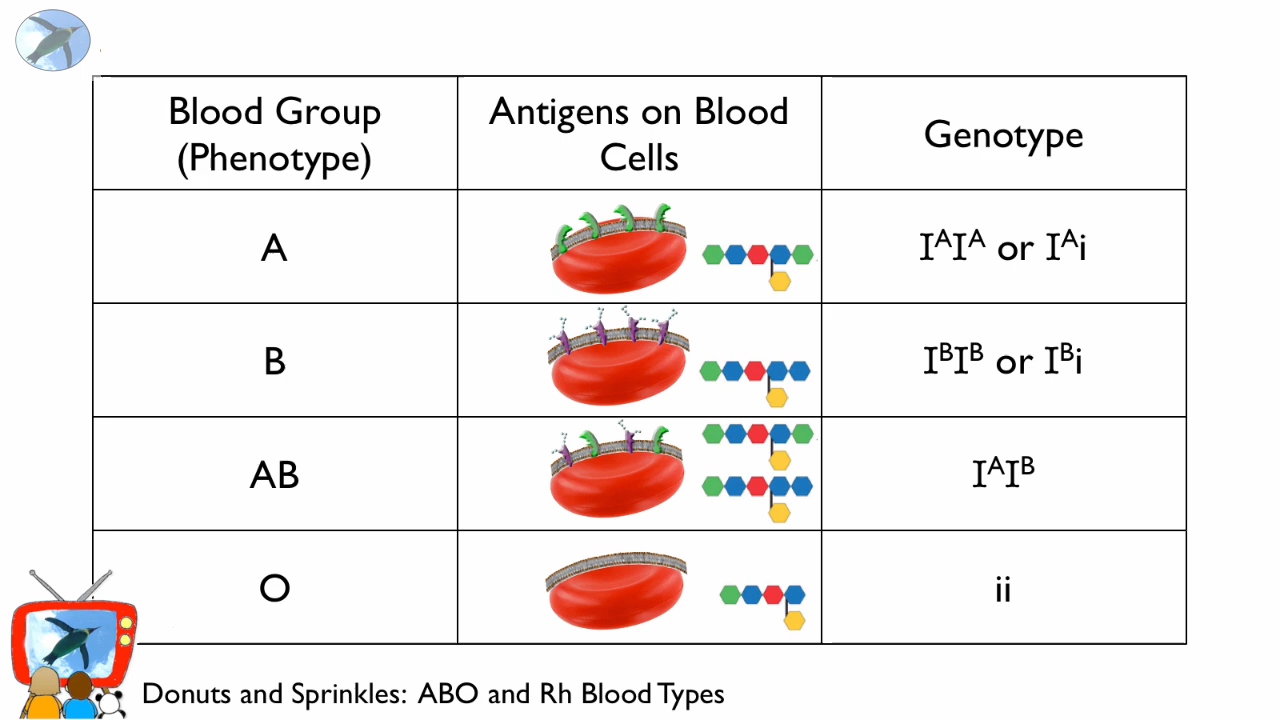 Blood Group
(Phenotype)
Antigens on Blood
Cells
Genotype
A
IᴬIᴬ or Iᴬi
B
IᴮIᴮ or Iᴮi
AB
IᴬIᴮ
O
ii
Donuts and Sprinkles: ABO and Rh Blood Types